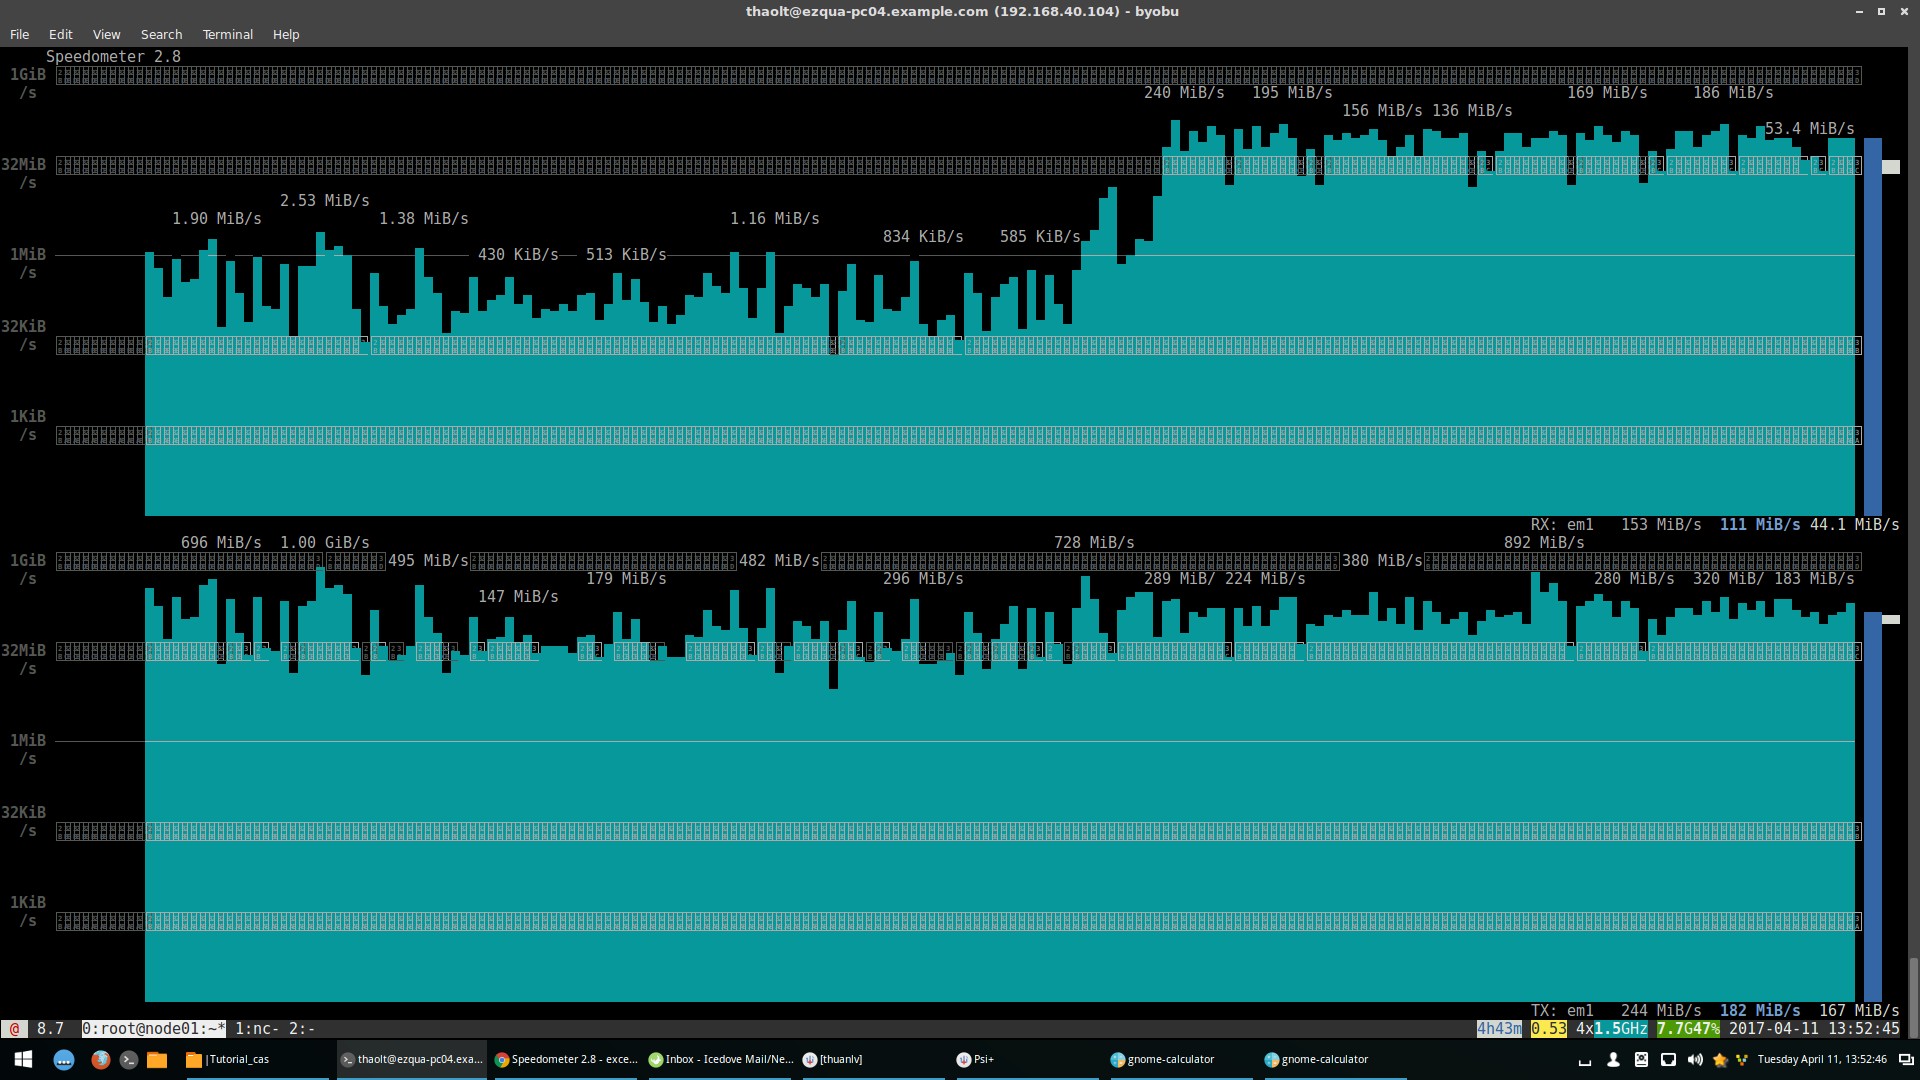 thaolt@ezqua-pc04.example.com (192.168.40.104) - byobu
File Edit View Search Terminal Help
Speedometer 2.8
1GiB
/s
240 MiB/s 195 MiB/s 169 MiB/s 186 MiB/s
156 MiB/s 136 MiB/s
53.4 MiB/s
32MiB
/s
2.53 MiB/s
1.90 MiB/s 1.38 MiB/s 1.16 MiB/s
834 KiB/s 585 KiB/s
1MiB 430 KiB/s 513 KiB/s
/s
32KiB
/s
1KiB
/s
RX: em1 153 MiB/s 111 MiB/s 44.1 MiB/s
696 MiB/s 1.00 GiB/s 728 MiB/s 892 MiB/s
1GiB 495 MiB/s 482 MiB/s 380 MiB/s
/s 179 MiB/s 296 MiB/s 289 MiB/ 224 MiB/s 280 MiB/s 320 MiB/ 183 MiB/s
147 MiB/s
32MiB
/s
1MiB
/s
32KiB
/s
1KiB
/s
TX: em1 244 MiB/s 182 MiB/s 167 MiB/s
@ 8.7 0:root@node01:~* 1:nc- 2:- 4h43m 0.53 4x1.5GHz 7.7G47% 2017-04-11 13:52:45
|Tutorial_cas thaolt@ezqua-pc04.exa... Speedometer 2.8 - exce... Inbox - Icedove Mail/Ne... [thuanlv] Psi+ gnome-calculator gnome-calculator Tuesday April 11, 13:52:46